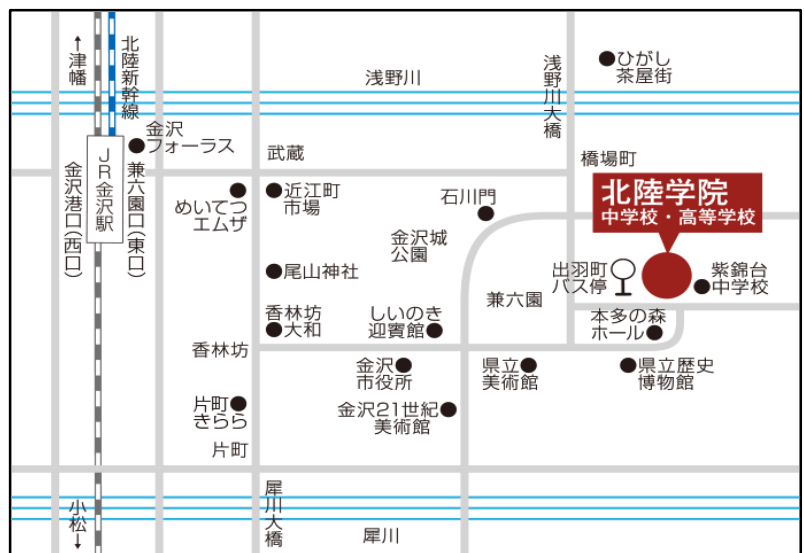 ↑津幡
北陸新幹線
浅野川
浅野川大橋
ひがし
茶屋街
金沢
フォーラス
武蔵
橋場町
JR金沢駅
金沢港口(西口)
兼六園口(東口)
めいてつ
エムザ
近江町
市場
石川門
北陸学院
中学校・高等学校
金沢城
公園
尾山神社
兼六園
出羽町
バス停
紫錦台
中学校
香林坊
大和
しいのき
迎賓館
本多の森
ホール
香林坊
金沢
市役所
県立
美術館
県立歴史
博物館
片町
きらら
金沢21世紀
美術館
片町
小松↓
犀川大橋
犀川